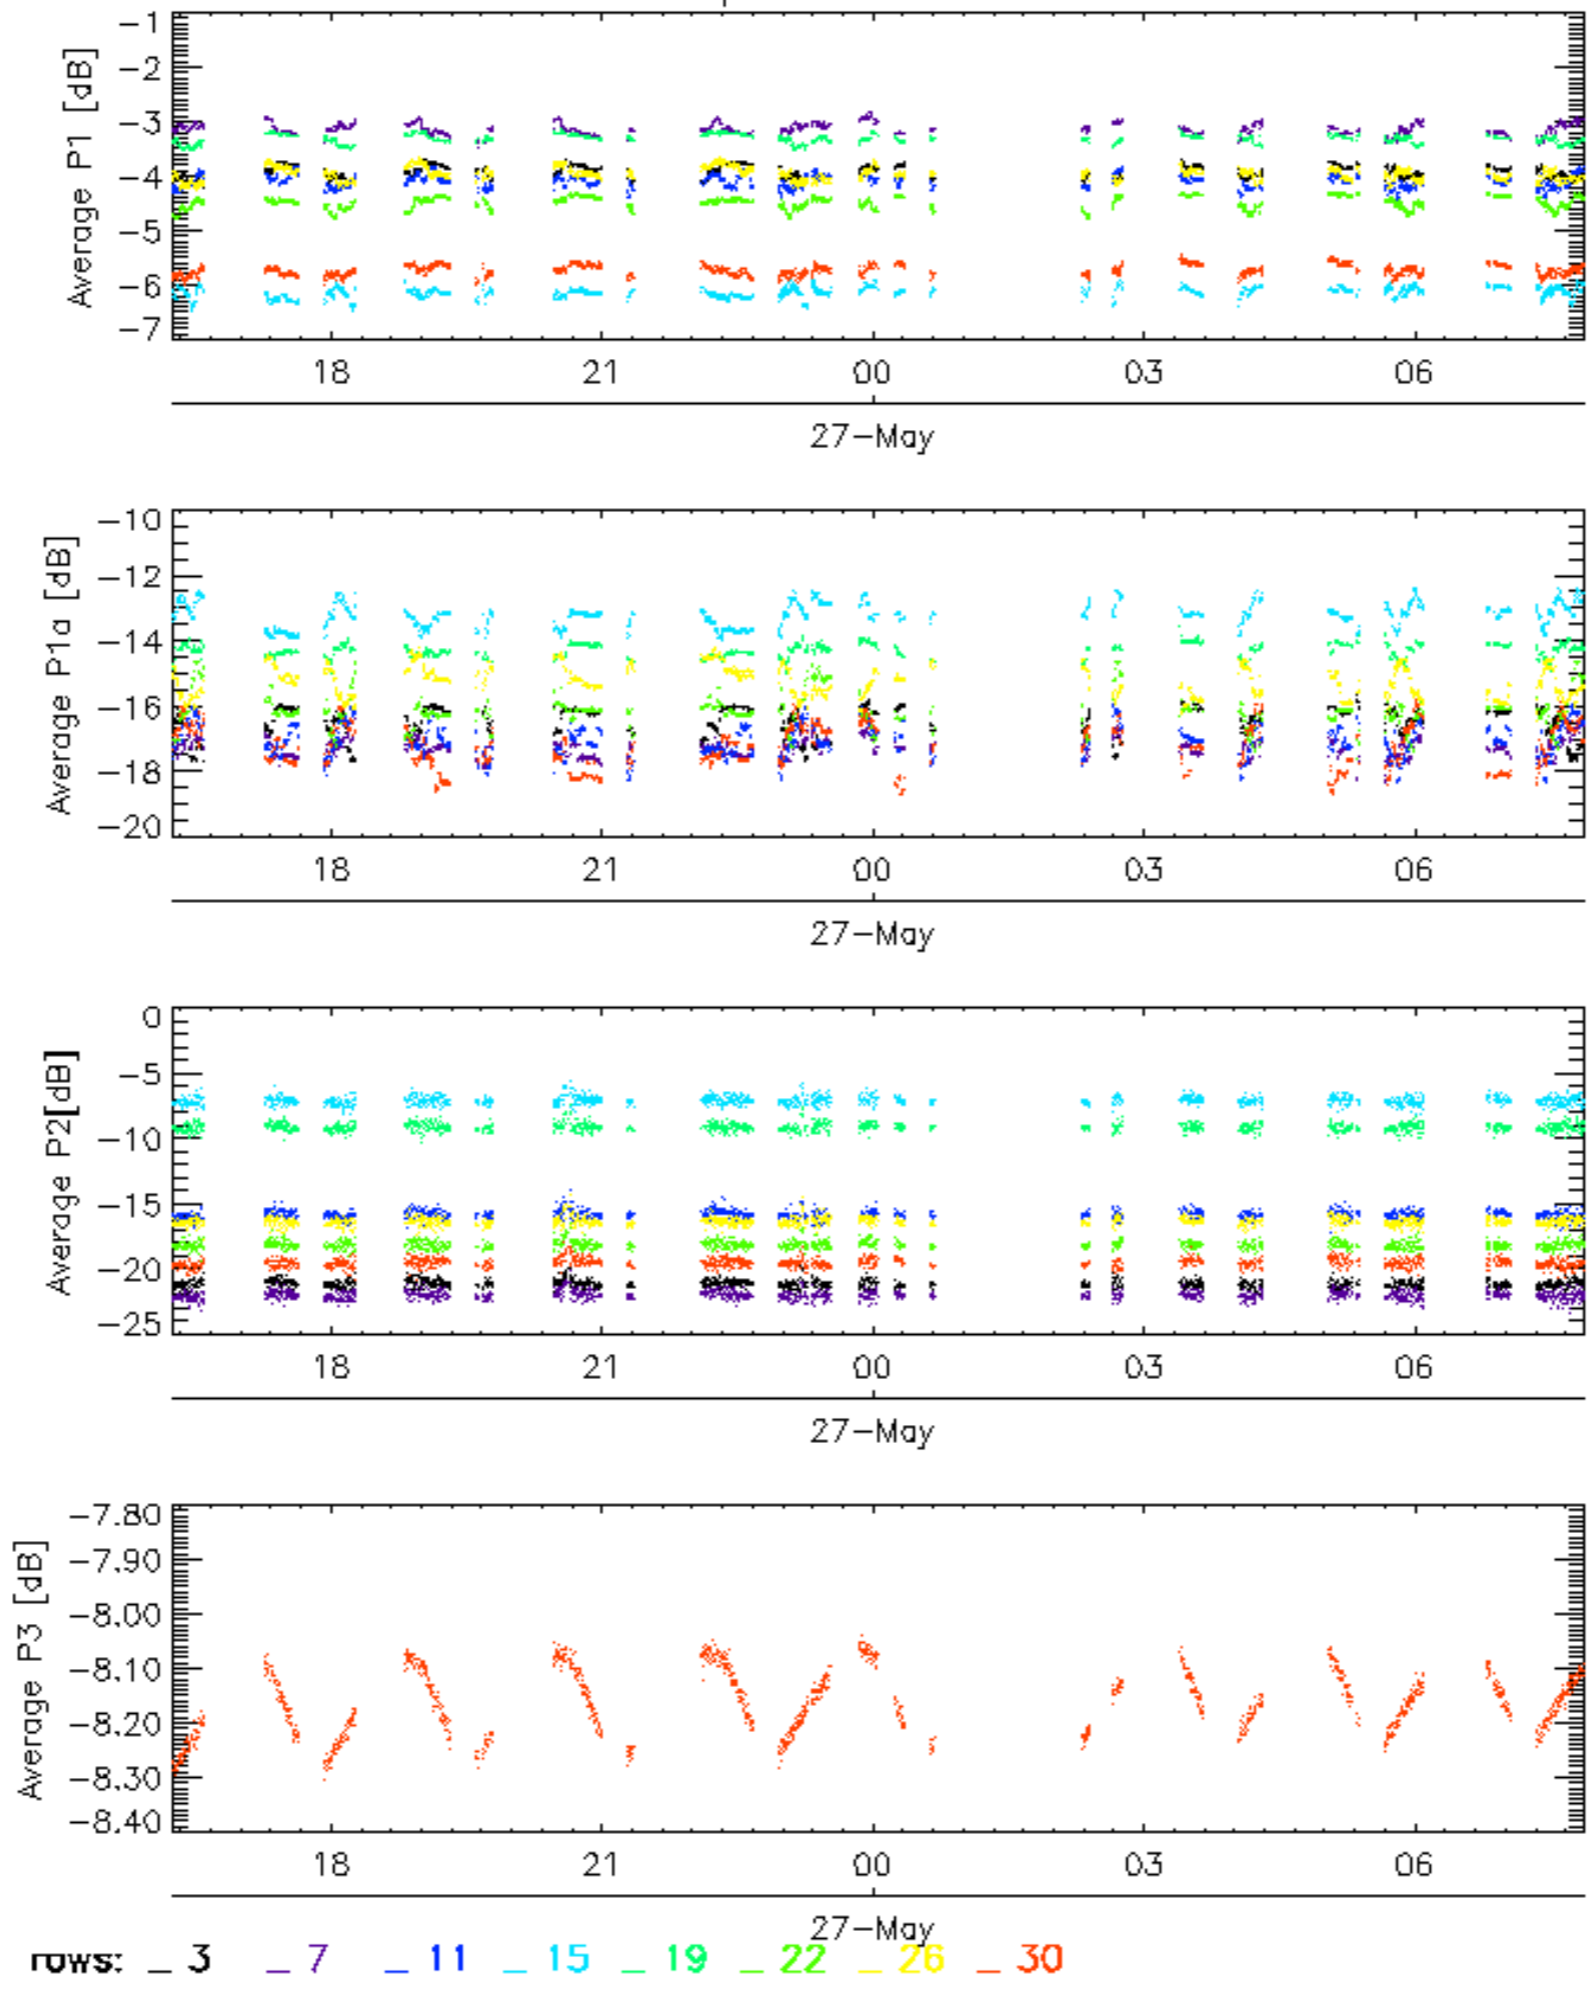 Average P1 [dB]
-1
-2
-3
-4
-5
-6
-7
18 21 00 03 06
27-May
Average P1a [dB]
-10
-12
-14
-16
-18
-20
18 21 00 03 06
27-May
Average P2[dB]
0
-5
-10
-15
-20
-25
18 21 00 03 06
27-May
Average P3 [dB]
-7.80
-7.90
-8.00
-8.10
-8.20
-8.30
-8.40
18 21 00 03 06
27-May
rows: _ 3 _ 7 _ 11 _ 15 _ 19 _ 22 _ 26 _ 30